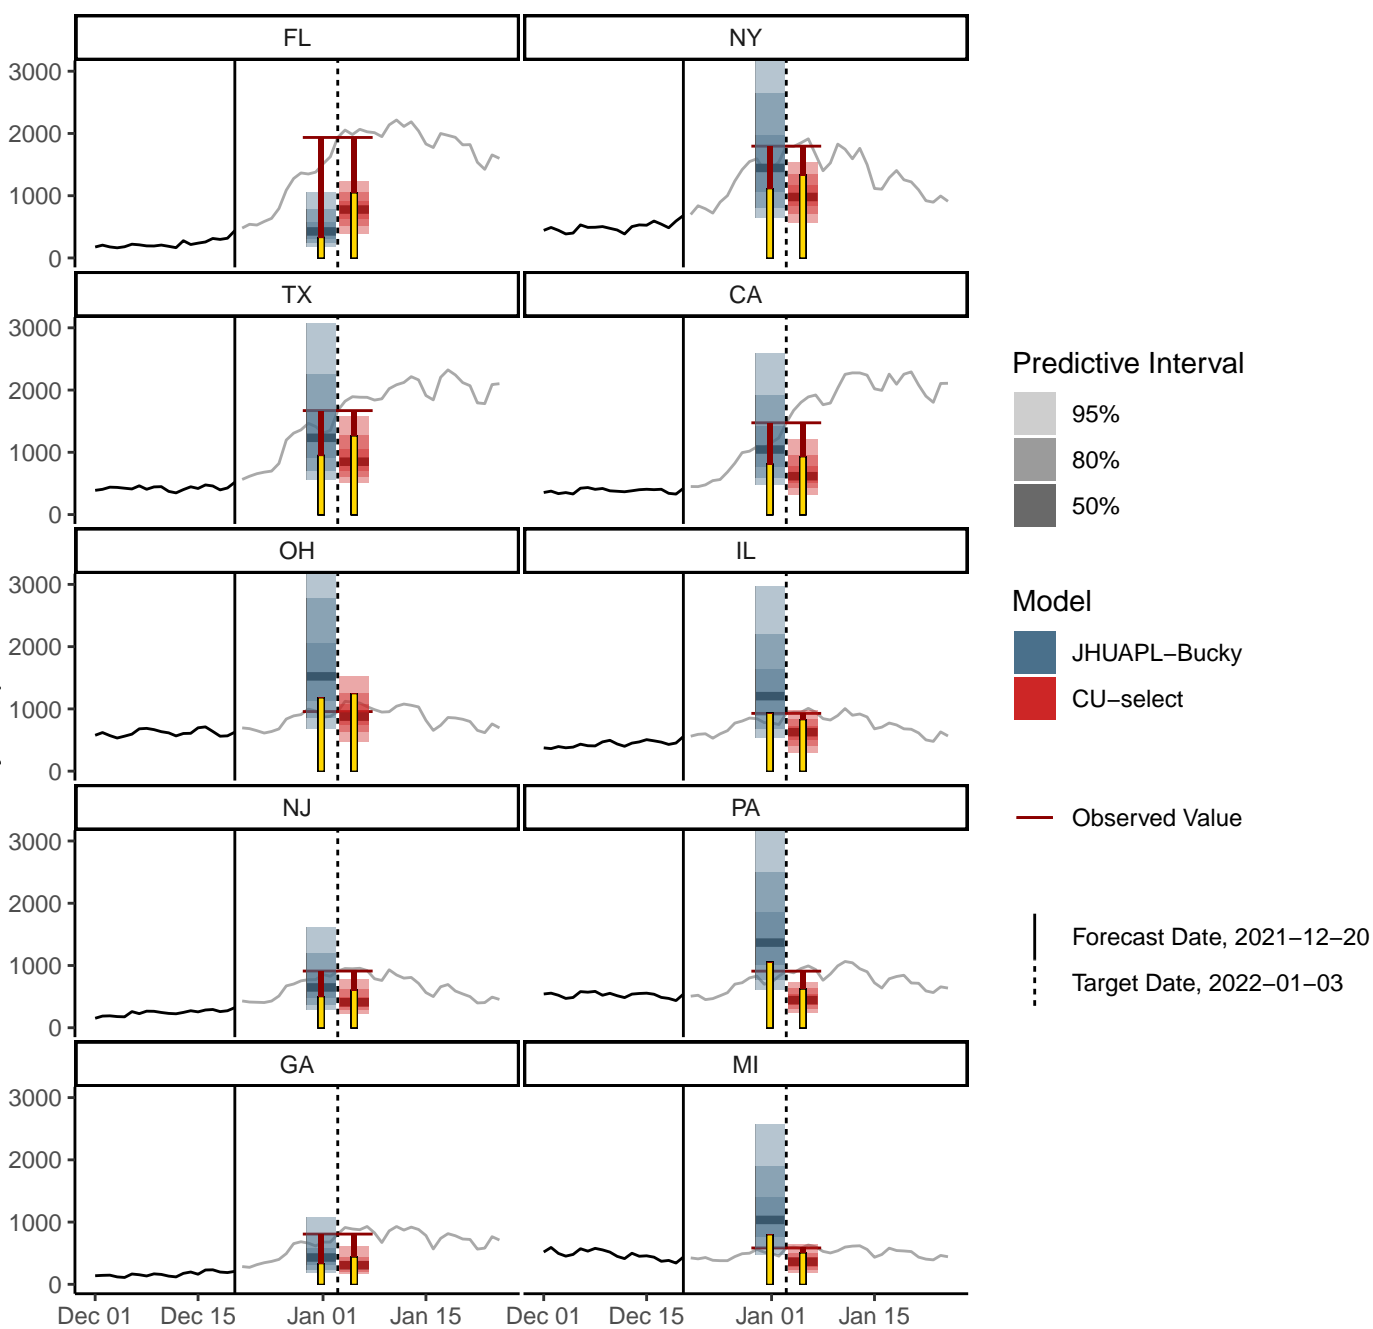 FL NY
3000
2000
1000
0
TX CA
3000
2000
1000
0
OH IL
3000
2000
1000
0
NJ PA
3000
2000
1000
0
GA MI
3000
2000
1000
0
Dec 01 Dec 15 Jan 01 Jan 15 Dec 01 Dec 15 Jan 01 Jan 15
Predictive Interval
95%
80%
50%
Model
JHUAPL−Bucky
CU−select
Observed Value
Forecast Date, 2021−12−20
Target Date, 2022−01−03